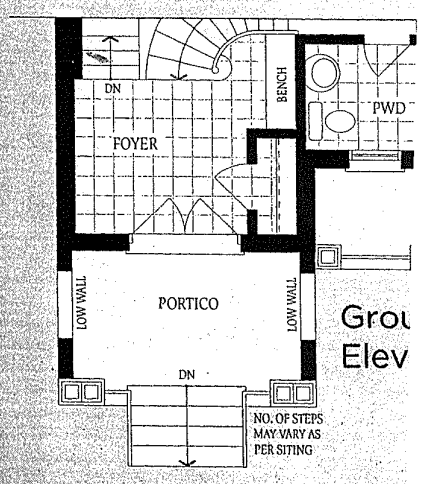 DN
BENCH
FOYER
PWD
LOW WALL
PORTICO
LOW WALL
Grou
Elev
DN
NO. OF STEPS
MAY VARY AS
PER SITING